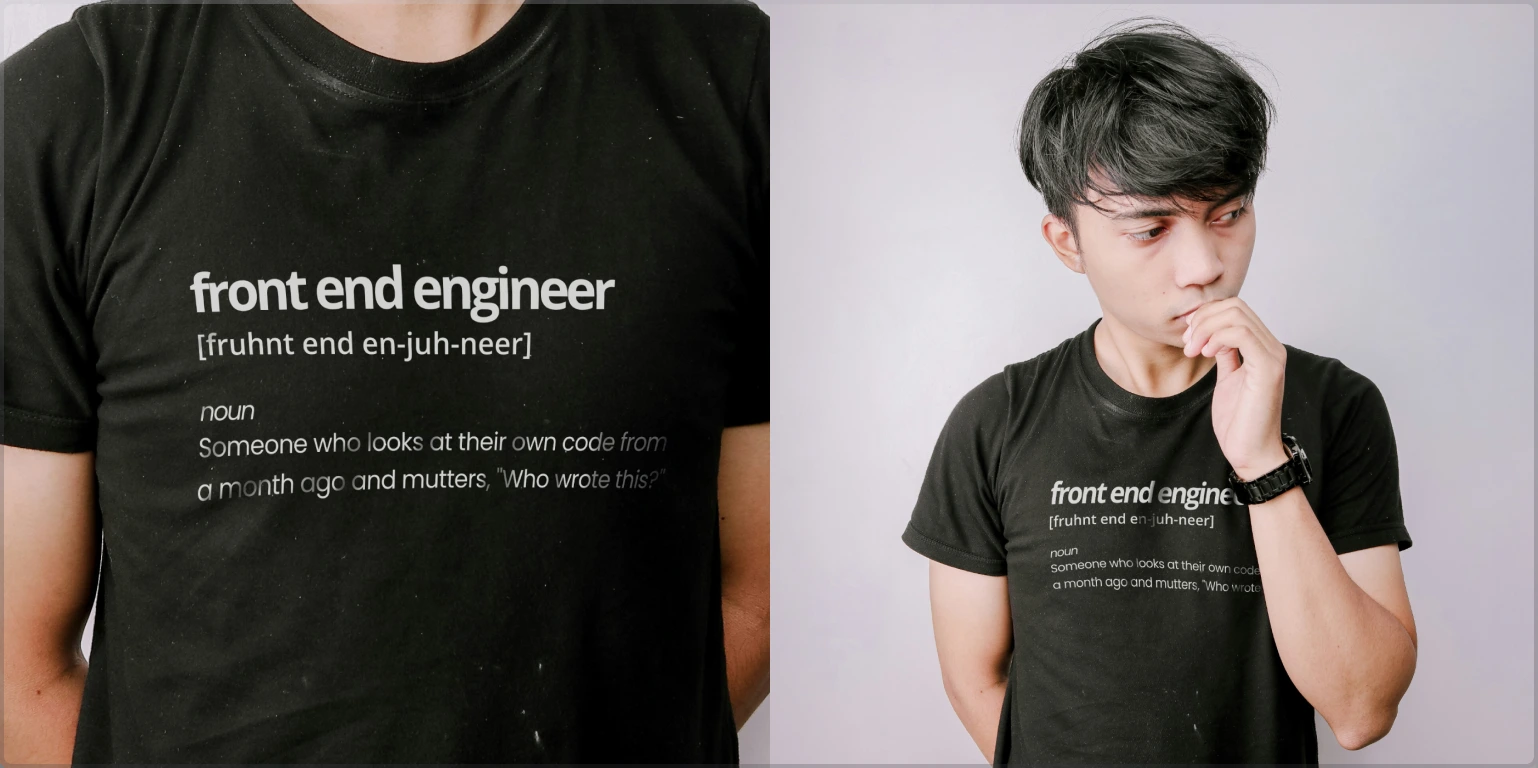 front end engineer
[fruhnt end en-juh-neer]
noun
Someone who looks at their own code from
a month ago and mutters, "Who wrote this?"
front end engine
[fruhnt end en-juh-neer]
noun
Someone who looks at their own code
a month ago and mutters, "Who wrote